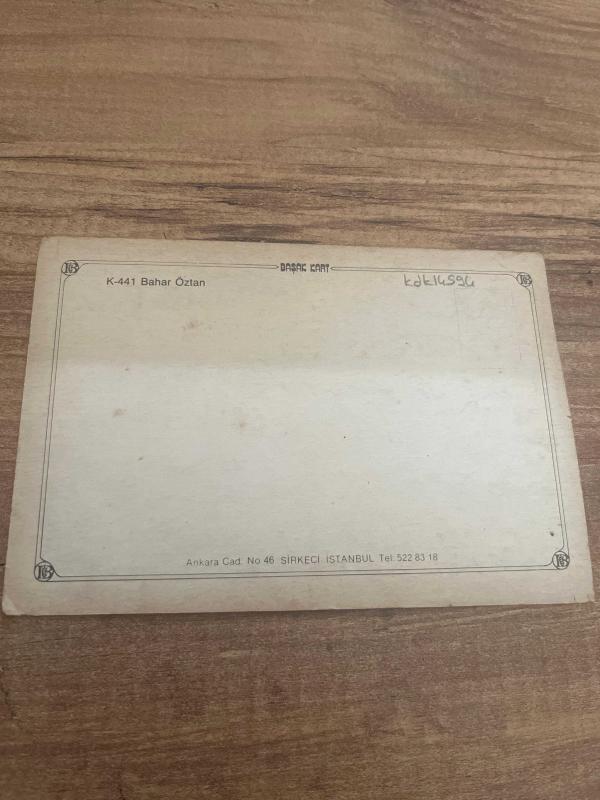 BAŞAK KART
K-441 Bahar Öztan
kdk14594
Ankara Cad. No 46 SİRKECİ İSTANBUL Tel: 522 83 18